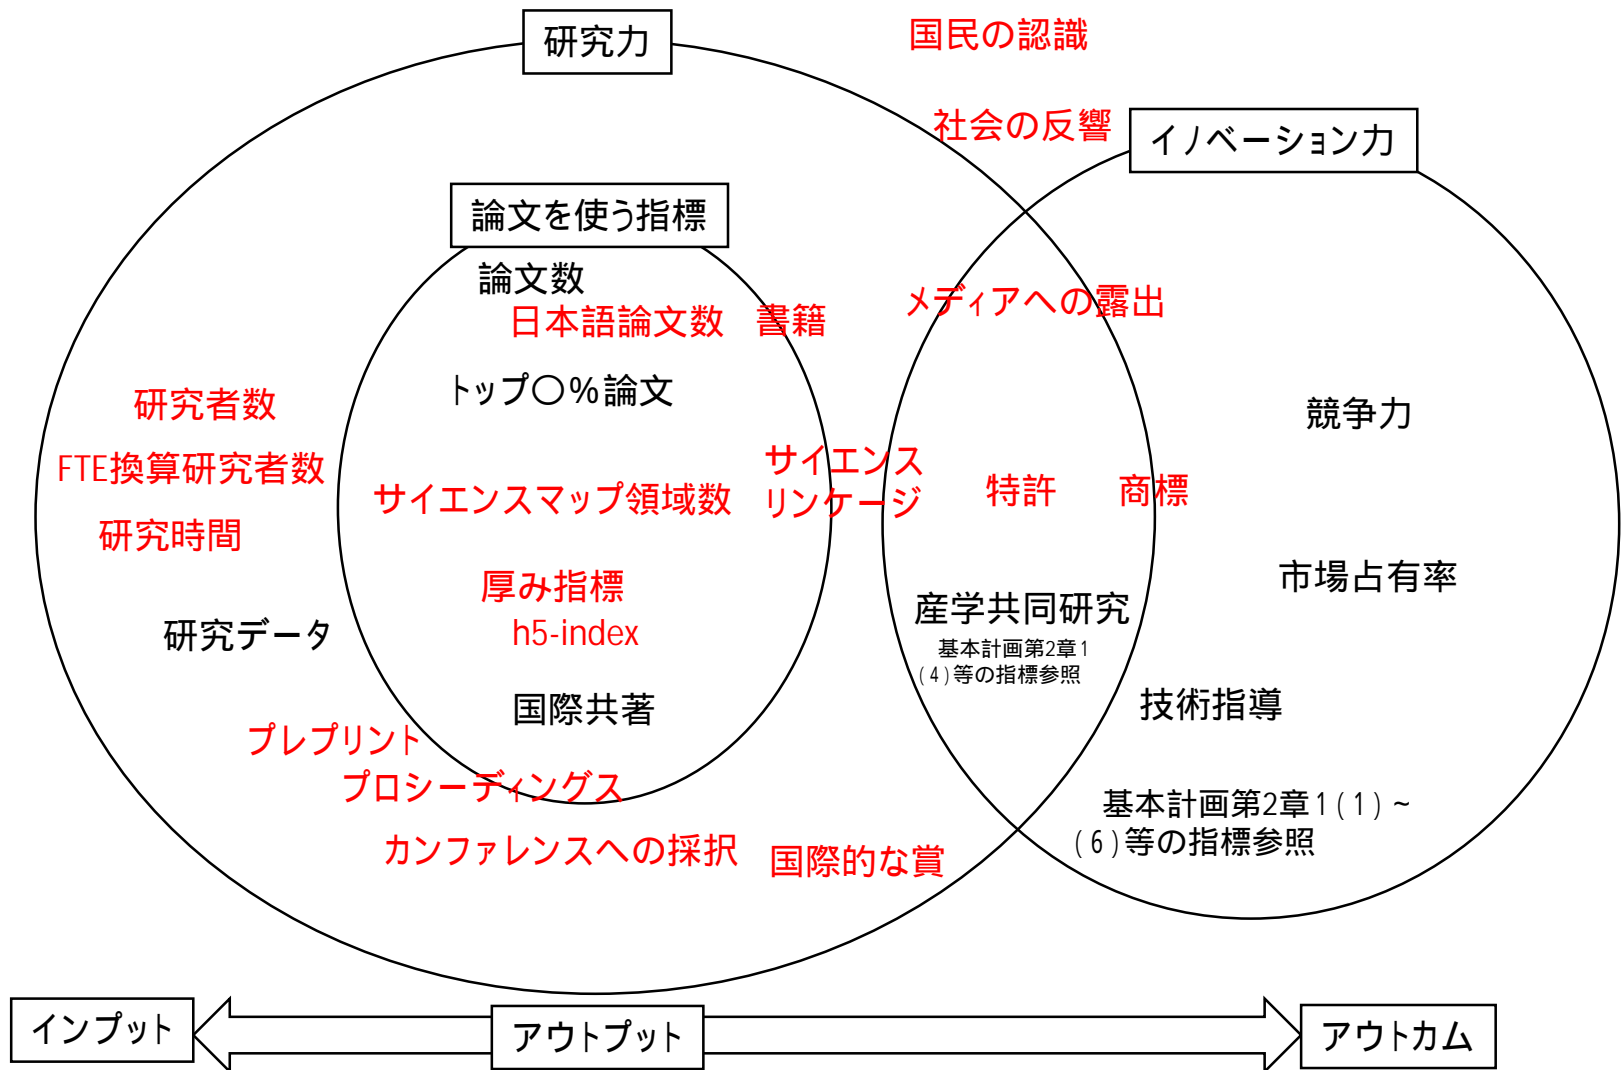 研究力
国民の認識
社会の反響
イノベーション力
論文を使う指標
論文数
日本語論文数 書籍
メディアへの露出
トップ〇%論文
研究者数
競争力
FTE換算研究者数
サイエンスマップ領域数
サイエンス
リンケージ
特許 商標
研究時間
厚み指標
h5-index
市場占有率
産学共同研究
基本計画第2章1
(4)等の指標参照
研究データ
国際共著
技術指導
プレプリント
プロシーディングス
基本計画第2章1(1)~
(6)等の指標参照
カンファレンスへの採択
国際的な賞
インプット
アウトプット
アウトカム